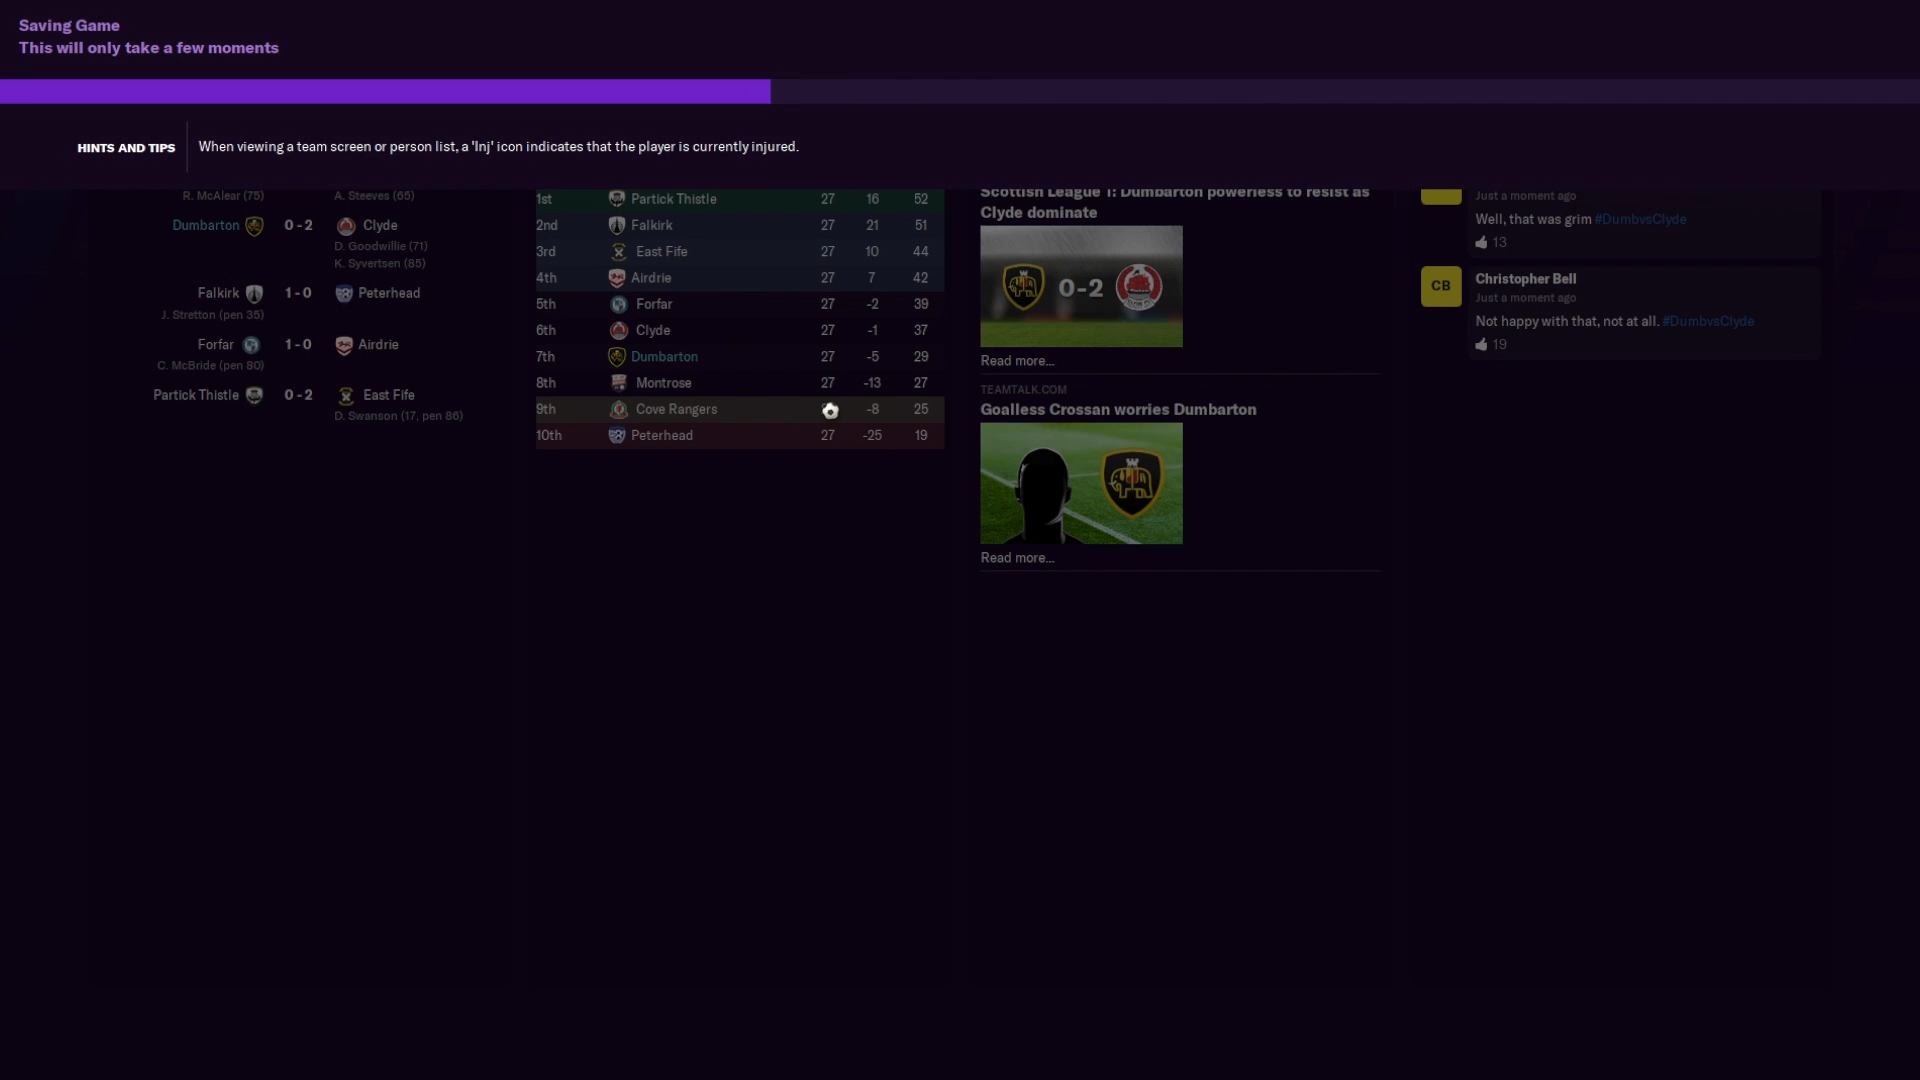 Saving Game
This will only take a few moments
HINTS AND TIPS
When viewing a team screen or person list, a 'Inj' icon indicates that the player is currently injured.
R. McAlear (75) A. Steeves (65)
Dumbarton 0 - 2 Clyde
D. Goodwillie (71)
K. Syvertsen (85)
Falkirk 1 - 0 Peterhead
J. Stretton (pen 35)
Forfar 1 - 0 Airdrie
C. McBride (pen 80)
Partick Thistle 0 - 2 East Fife
D. Swanson (17, pen 86)
1st Partick Thistle 27 16 52
2nd Falkirk 27 21 51
3rd East Fife 27 10 44
4th Airdrie 27 7 42
5th Forfar 27 -2 39
6th Clyde 27 -1 37
7th Dumbarton 27 -5 29
8th Montrose 27 -13 27
9th Cove Rangers -8 25
10th Peterhead 27 -25 19
Scottish League 1: Dumbarton powerless to resist as
Clyde dominate
0-2
Read more...
TEAMTALK.COM
Goalless Crossan worries Dumbarton
Read more...
Just a moment ago
Well, that was grim #DumbvsClyde
13
CB
Christopher Bell
Just a moment ago
Not happy with that, not at all. #DumbvsClyde
19